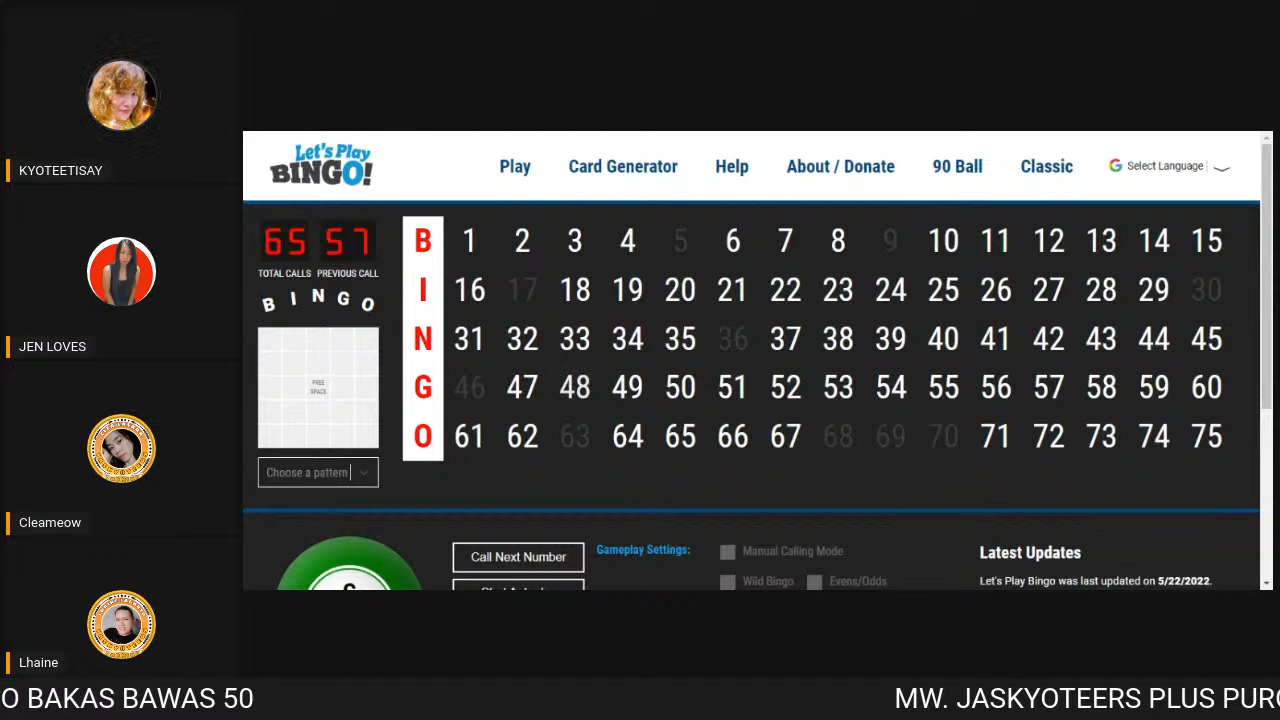 KYOTEETISAY
JEN LOVES
Cleameow
Lhaine
Let's Play
BINGO!
Play Card Generator Help About / Donate 90 Ball Classic Select Language
65 57
TOTAL CALLS PREVIOUS CALL
B I N G O
FREE
SPACE
Choose a pattern
B 1 2 3 4 5 6 7 8 9 10 11 12 13 14 15
I 16 17 18 19 20 21 22 23 24 25 26 27 28 29 30
N 31 32 33 34 35 36 37 38 39 40 41 42 43 44 45
G 46 47 48 49 50 51 52 53 54 55 56 57 58 59 60
O 61 62 63 64 65 66 67 68 69 70 71 72 73 74 75
Call Next Number
Gameplay Settings:
Manual Calling Mode
Wild Bingo Evens/Odds
Latest Updates
Let's Play Bingo was last updated on 5/22/2022.
O BAKAS BAWAS 50 MW. JASKYOTEERS PLUS PUR